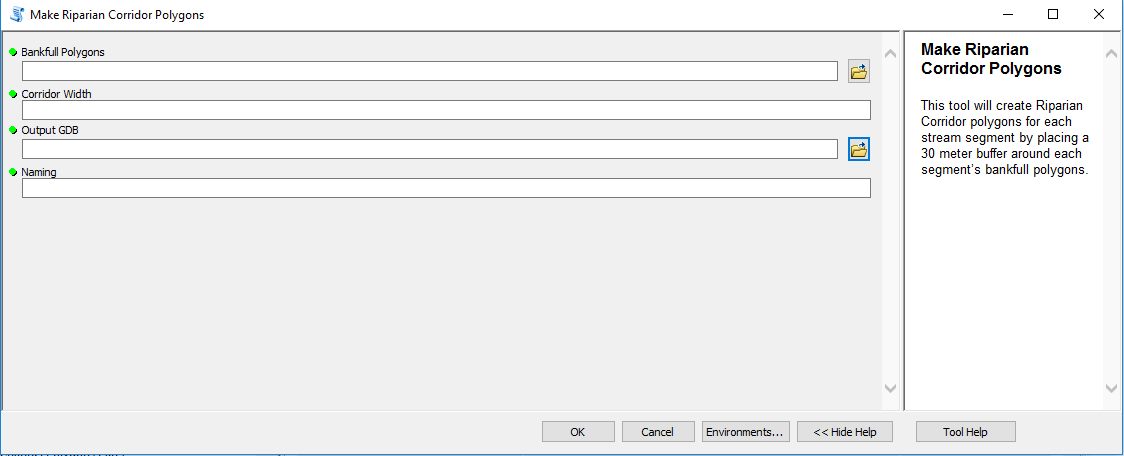 Make Riparian Corridor Polygons
Bankfull Polygons
Corridor Width
Output GDB
Naming
Make Riparian
Corridor Polygons
This tool will create Riparian
Corridor polygons for each
stream segment by placing a
30 meter buffer around each
segment's bankfull polygons.
OK
Cancel
Environments...
<< Hide Help
Tool Help